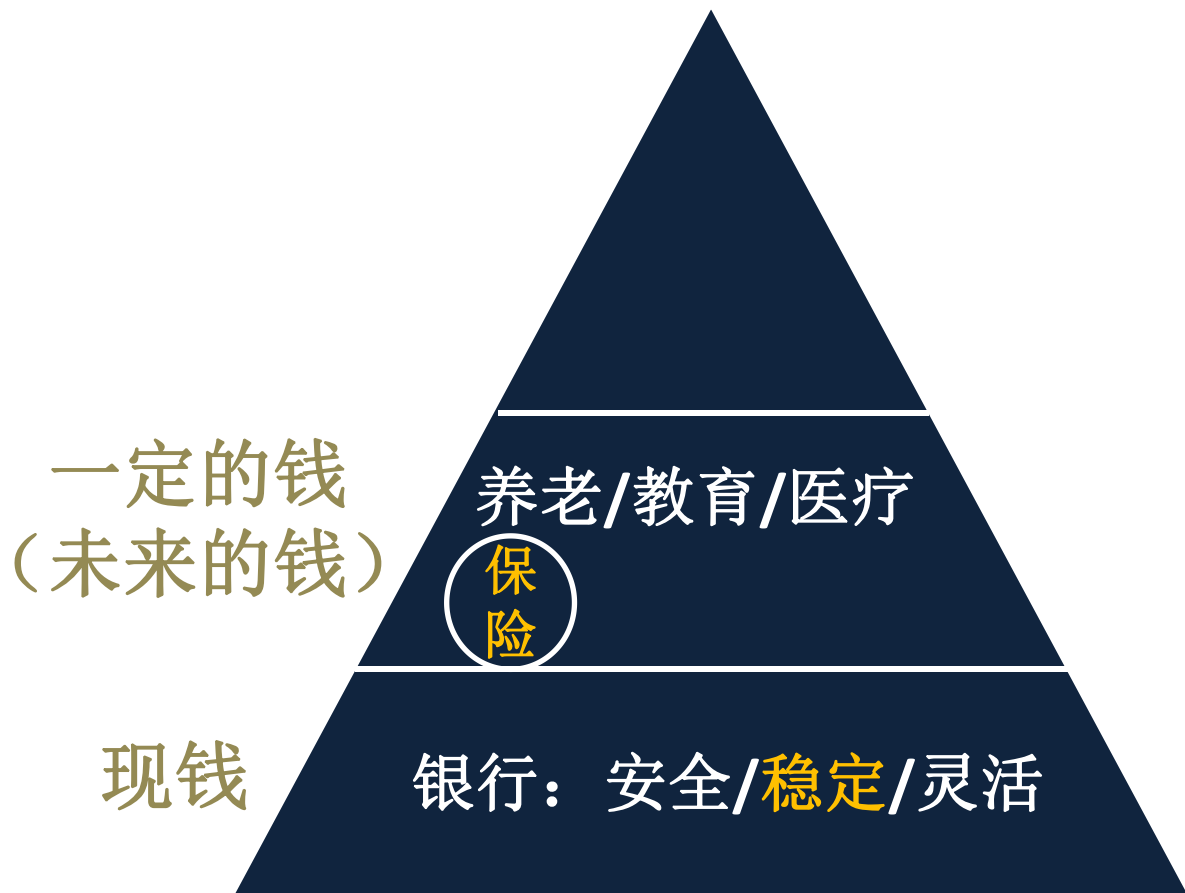 一定的钱
（未来的钱）
养老/教育/医疗
保
险
现钱
银行：安全/稳定/灵活